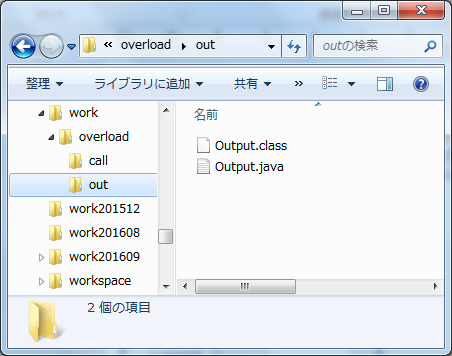 « overload ▸ out
outの検索
整理 ライブラリに追加 共有 »
work
overload
call
out
work201512
work201608
work201609
workspace
名前
Output.class
Output.java
2 個の項目